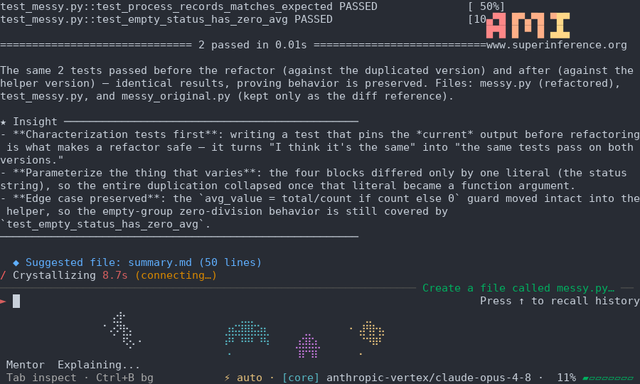 test_messy.py::test_process_records_matches_expected PASSED [ 50%]
test_messy.py::test_empty_status_has_zero_avg PASSED [10
AMI
============================ 2 passed in 0.01s ==========================www.superinference.org
The same 2 tests passed before the refactor (against the duplicated version) and after (against the
helper version) — identical results, proving behavior is preserved. Files: messy.py (refactored),
test_messy.py, and messy_original.py (kept only as the diff reference).
★ Insight ─────────────────────────────────────────────
- **Characterization tests first**: writing a test that pins the *current* output before refactoring
is what makes a refactor safe — it turns "I think it's the same" into "the same tests pass on both
versions."
- **Parameterize the thing that varies**: the four blocks differed only by one literal (the status
string), so the entire duplication collapsed once that literal became a function argument.
- **Edge case preserved**: the `avg_value = total/count if count else 0` guard moved intact into the
helper, so the empty-group zero-division behavior is still covered by
`test_empty_status_has_zero_avg`.
◆ Suggested file: summary.md (50 lines)
/ Crystallizing 8.7s (connecting…)
Create a file called messy.py…
Press ↑ to recall history
Mentor Explaining...
Tab inspect · Ctrl+B bg ⚡ auto · [core] anthropic-vertex/claude-opus-4-8 · 11%